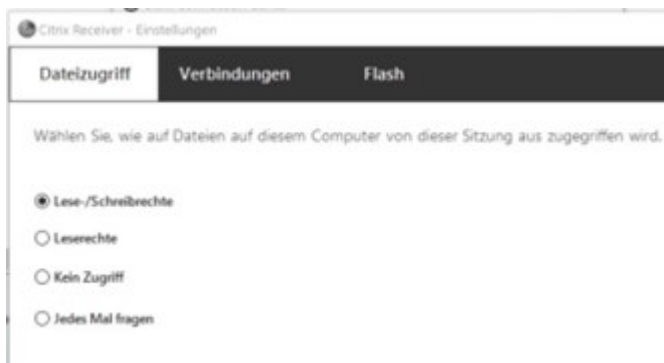 Citrix Receiver - Einstellungen
Dateizugriff Verbindungen Flash
Wählen Sie, wie auf Dateien auf diesem Computer von dieser Sitzung aus zugegriffen wird.
Lese-/Schreibrechte
Leserechte
Kein Zugriff
Jedes Mal fragen